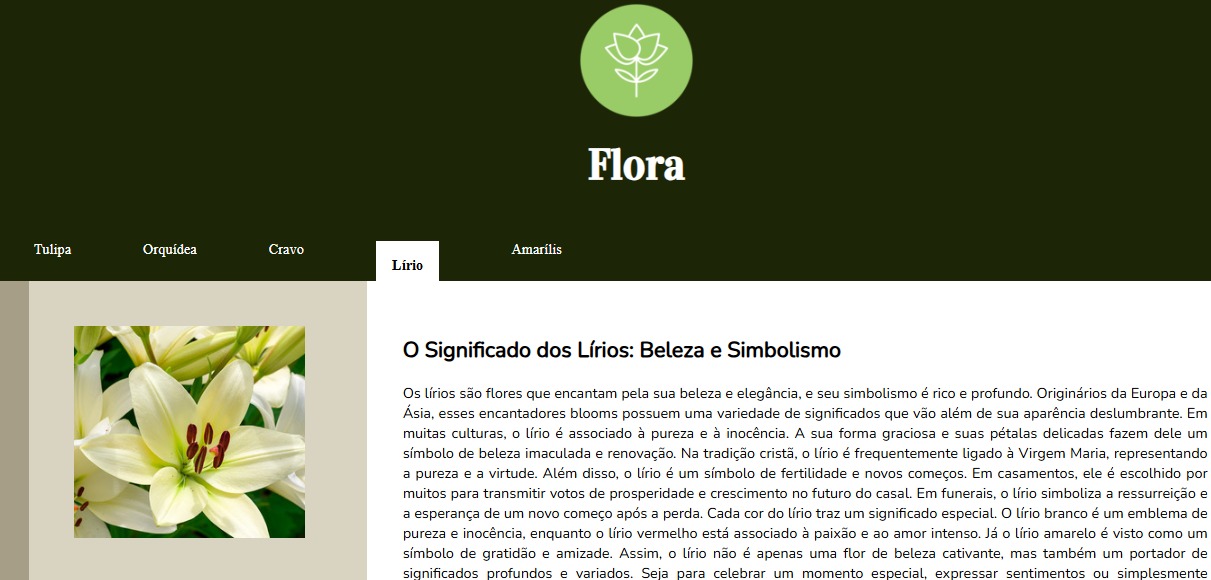 Flora
Tulipa
Orquídea
Cravo
Lírio
Amarílis
O Significado dos Lírios: Beleza e Simbolismo
Os lírios são flores que encantam pela sua beleza e elegância, e seu simbolismo é rico e profundo. Originários da Europa e da
Ásia, esses encantadores blooms possuem uma variedade de significados que vão além de sua aparência deslumbrante. Em
muitas culturas, o lírio é associado à pureza e à inocência. A sua forma graciosa e suas pétalas delicadas fazem dele um
símbolo de beleza imaculada e renovação. Na tradição cristã, o lírio é frequentemente ligado à Virgem Maria, representando
a pureza e a virtude. Além disso, o lírio é um símbolo de fertilidade e novos começos. Em casamentos, ele é escolhido por
muitos para transmitir votos de prosperidade e crescimento no futuro do casal. Em funerais, o lírio simboliza a ressurreição e
a esperança de um novo começo após a perda. Cada cor do lírio traz um significado especial. O lírio branco é um emblema de
pureza e inocência, enquanto o lírio vermelho está associado à paixão e ao amor intenso. Já o lírio amarelo é visto como um
símbolo de gratidão e amizade. Assim, o lírio não é apenas uma flor de beleza cativante, mas também um portador de
significados profundos e variados. Seja para celebrar um momento especial, expressar sentimentos ou simplesmente